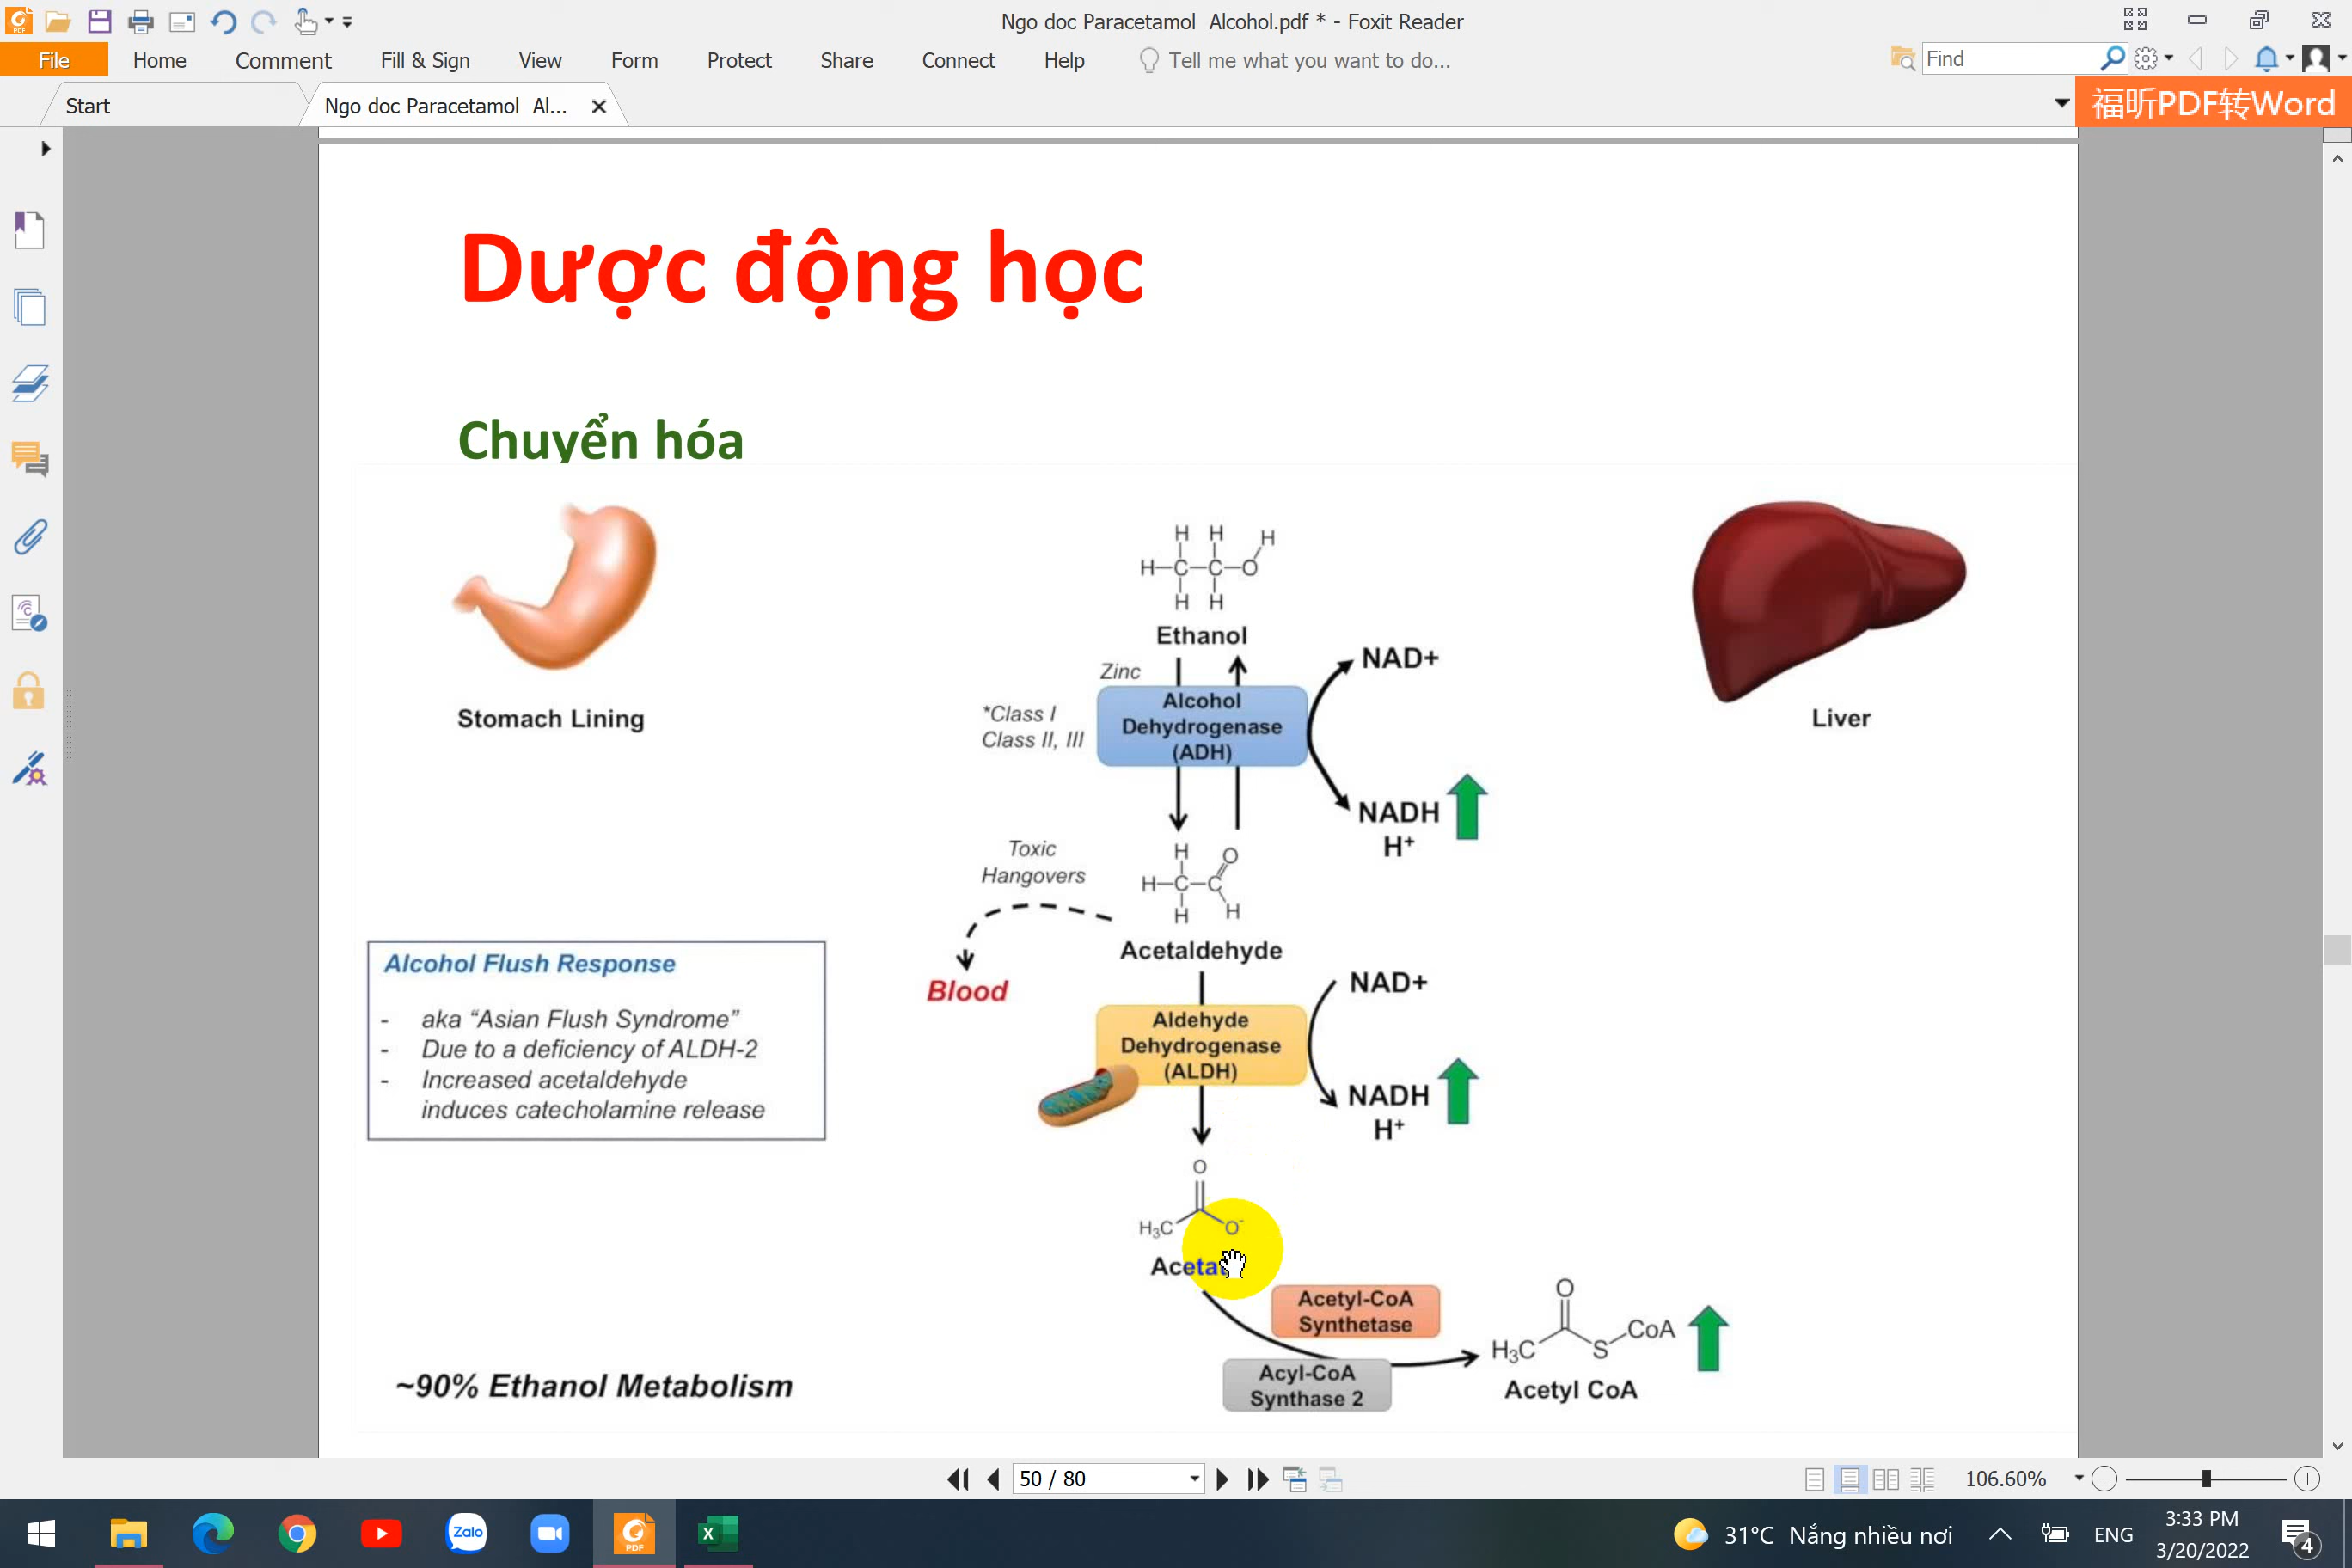 Ngo doc Paracetamol  Alcohol.pdf * - Foxit Reader
File Home Comment Fill & Sign View Form Protect Share Connect Help Tell me what you want to do... Find
Start
Ngo doc Paracetamol  Al...
福昕PDF转Word
Dược động học
Chuyển hóa
Stomach Lining
H H H
H C C O
H H
Ethanol
Zinc
*Class I
Class II, III
Alcohol
Dehydrogenase
(ADH)
NAD+
NADH
H+
Liver
Toxic
Hangovers
Blood
H O
H C C
H H
Acetaldehyde
Alcohol Flush Response
- aka “Asian Flush Syndrome”
- Due to a deficiency of ALDH-2
- Increased acetaldehyde
induces catecholamine release
Aldehyde
Dehydrogenase
(ALDH)
NAD+
NADH
H+
O
H₃C O⁻
Acetat
Acetyl-CoA
Synthetase
Acyl-CoA
Synthase 2
O
H₃C S CoA
Acetyl CoA
~90% Ethanol Metabolism
50 / 80
106.60%
Zalo
31°C Nắng nhiều nơi
ENG
3:33 PM
3/20/2022
4